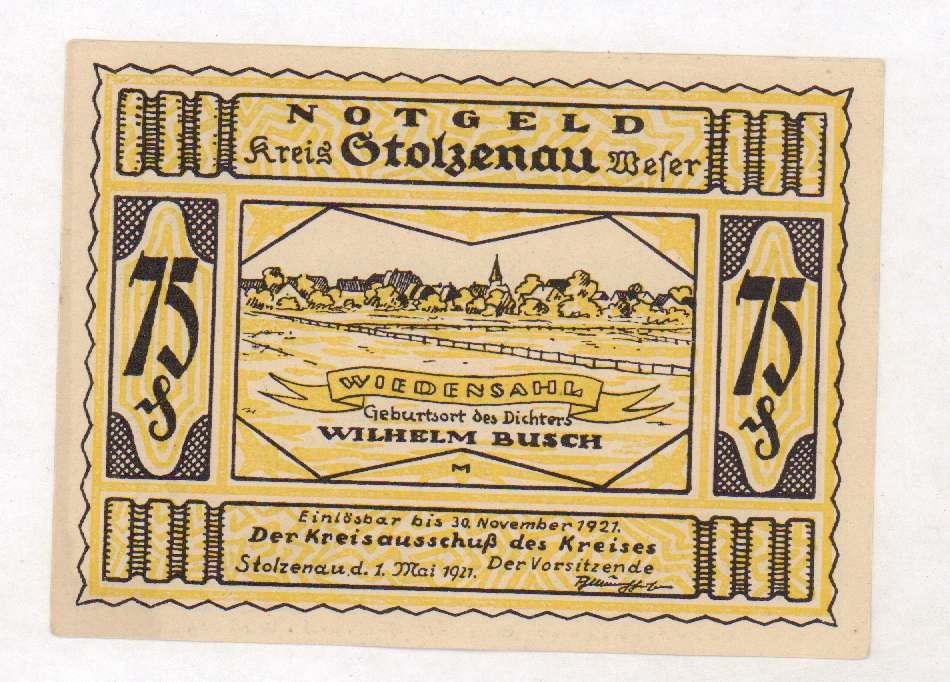 NOTGELD
Kreis Stolzenau Weser
75
75
WIEDENSAHL
Geburtsort des Dichters
WILHELM BUSCH
M
Einlösbar bis 30. November 1921.
Der Kreisausschuß des Kreises
Stolzenau, d. 1. Mai 1921. Der Vorsitzende